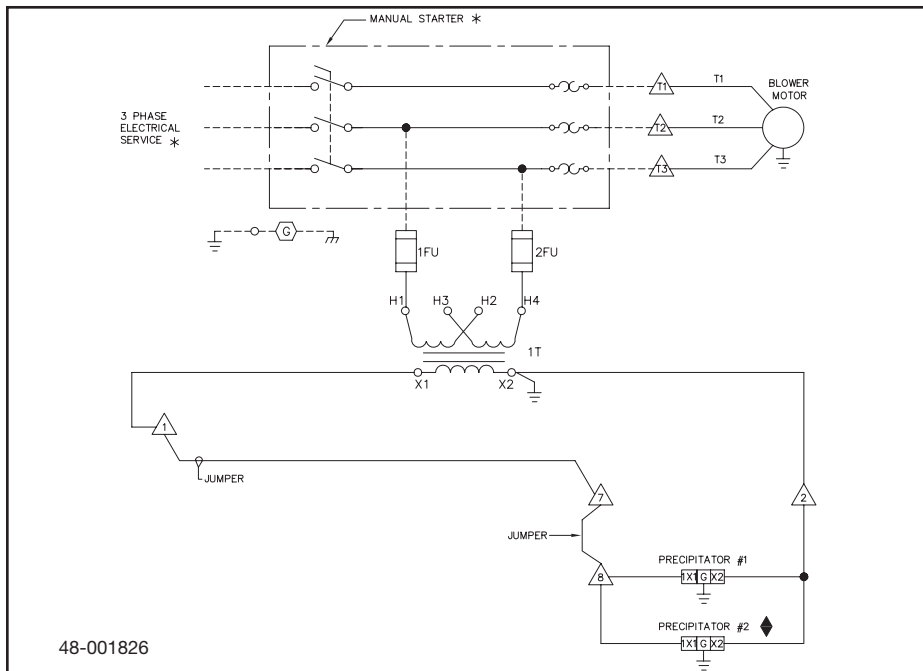 MANUAL STARTER *
T1
T1
BLOWER
MOTOR
3 PHASE
ELECTRICAL
SERVICE *
T2
T2
T3
T3
G
1FU
2FU
H1
H3
H2
H4
1T
X1
X2
1
JUMPER
7
2
JUMPER
PRECIPITATOR #1
8
1X1 G X2
PRECIPITATOR #2
1X1 G X2
48-001826